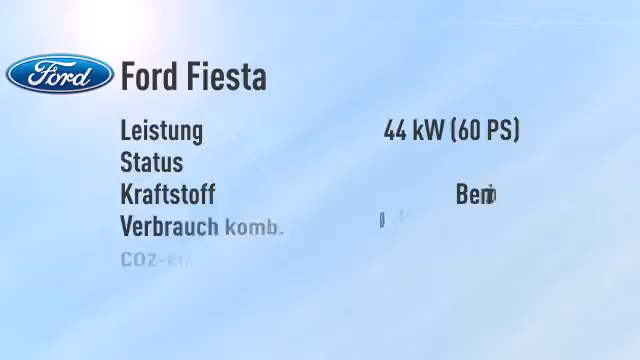 Ford
Ford Fiesta
Leistung 44 kW (60 PS)
Status
Kraftstoff
Verbrauch komb.